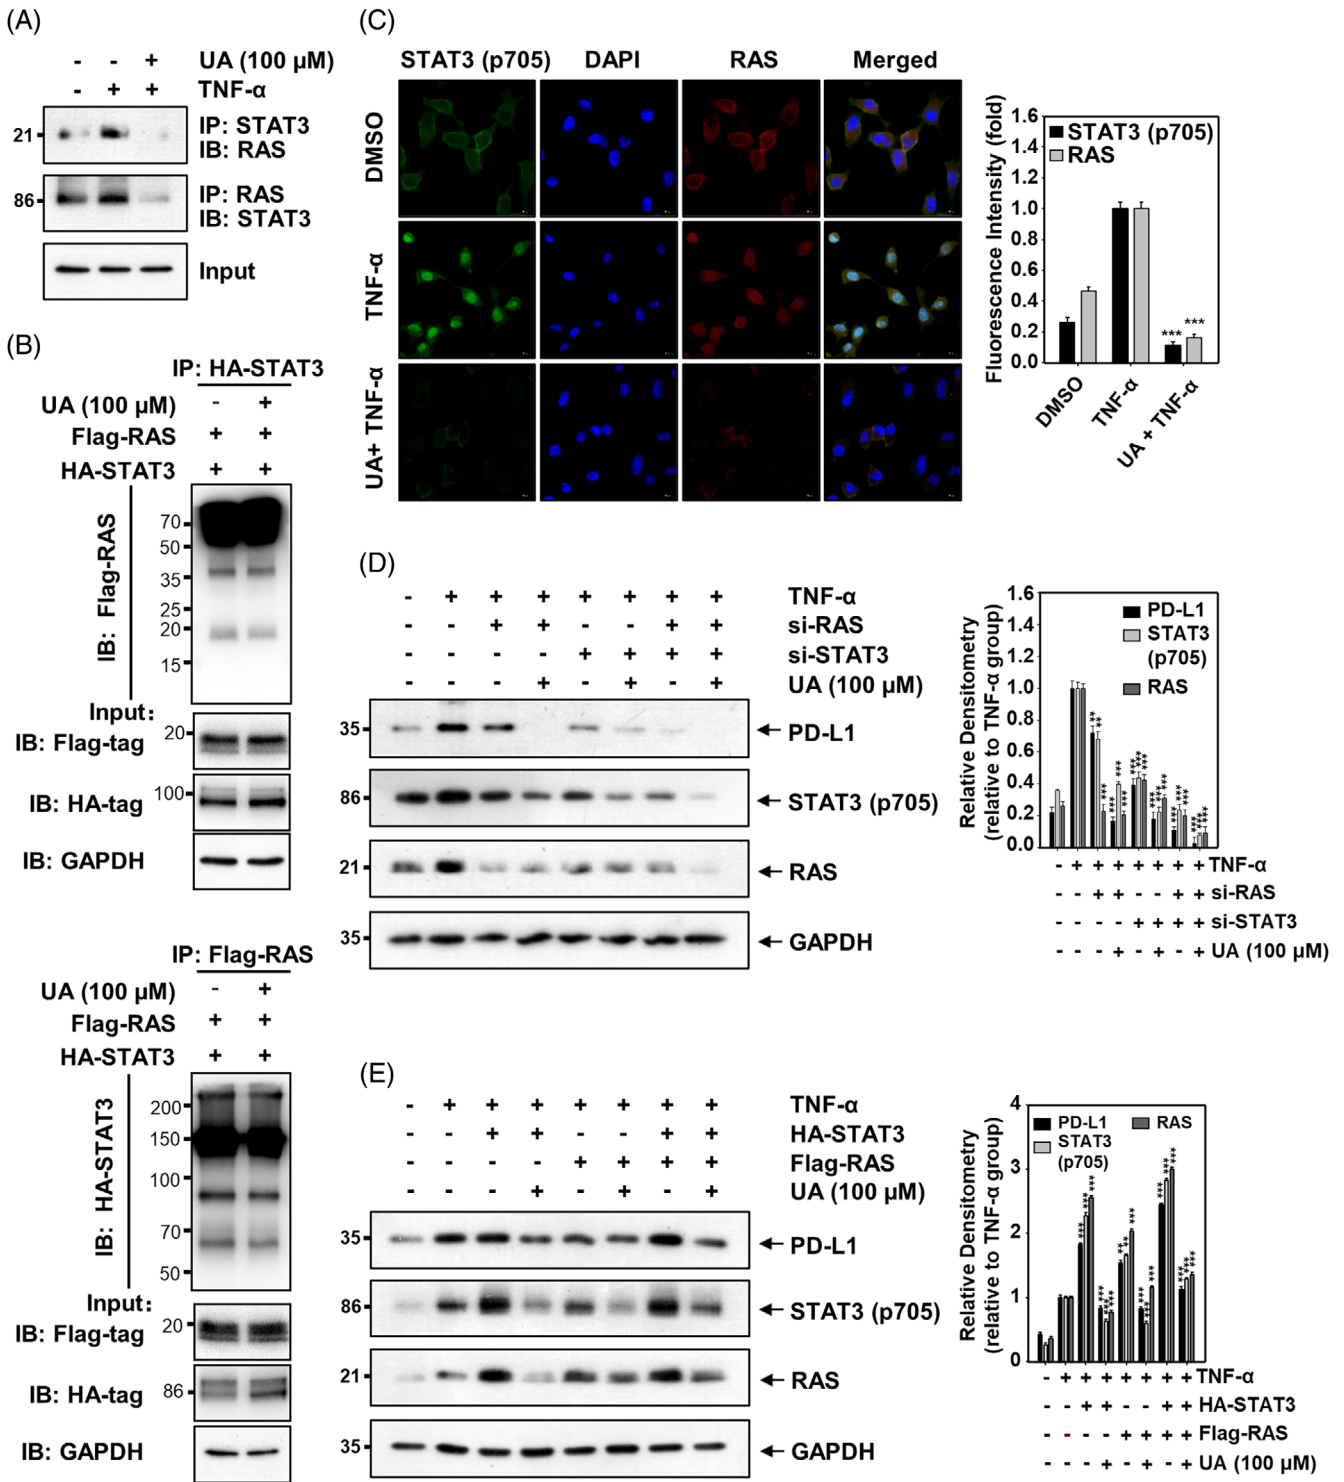 (A)
- - + UA (100 μM)
- + + TNF-α
21
IP: STAT3
IB: RAS
86
IP: RAS
IB: STAT3
Input
(B)
IP: HA-STAT3
UA (100 μM) - +
Flag-RAS + +
HA-STAT3 + +
IB: Flag-RAS
70
50
35
25
20
15
Input:
IB: Flag-tag 20
IB: HA-tag 100
IB: GAPDH
IP: Flag-RAS
UA (100 μM) - +
Flag-RAS + +
HA-STAT3 + +
IB: HA-STAT3
200
150
100
70
50
Input:
IB: Flag-tag 20
IB: HA-tag 86
IB: GAPDH
(C)
STAT3 (p705) DAPI RAS Merged
DMSO
TNF-α
UA+ TNF-α
Fluorescence Intensity (fold)
1.6
1.4
1.2
1.0
0.8
0.6
0.4
0.2
0.0
STAT3 (p705)
RAS
*** ***
DMSO
TNF-α
UA + TNF-α
(D)
- + + + + + + + TNF-α
- - + + - - + + si-RAS
- - - - + + + + si-STAT3
- - - + - + - + UA (100 μM)
35 PD-L1
86 STAT3 (p705)
21 RAS
35 GAPDH
Relative Densitometry
(relative to TNF-α group)
1.6
1.4
1.2
1.0
0.8
0.6
0.4
0.2
0.0
PD-L1
STAT3
(p705)
RAS
** ** *** *** *** *** *** *** *** *** *** *** *** *** *** *** *** ***
- + + + + + + + TNF-α
- - + + - - + + si-RAS
- - - - + + + + si-STAT3
- - - + - + - + UA (100 μM)
(E)
- + + + + + + + TNF-α
- - + + - - + + HA-STAT3
- - - - + + + + Flag-RAS
- - - + - + - + UA (100 μM)
35 PD-L1
86 STAT3 (p705)
21 RAS
35 GAPDH
Relative Densitometry
(relative to TNF-α group)
4
3
2
1
0
PD-L1 RAS
STAT3
(p705)
*** *** *** *** *** *** ** ** *** *** *** *** *** *** *** *** *** ***
- + + + + + + + TNF-α
- - + + - - + + HA-STAT3
- - - - + + + + Flag-RAS
- - - + - + - + UA (100 μM)